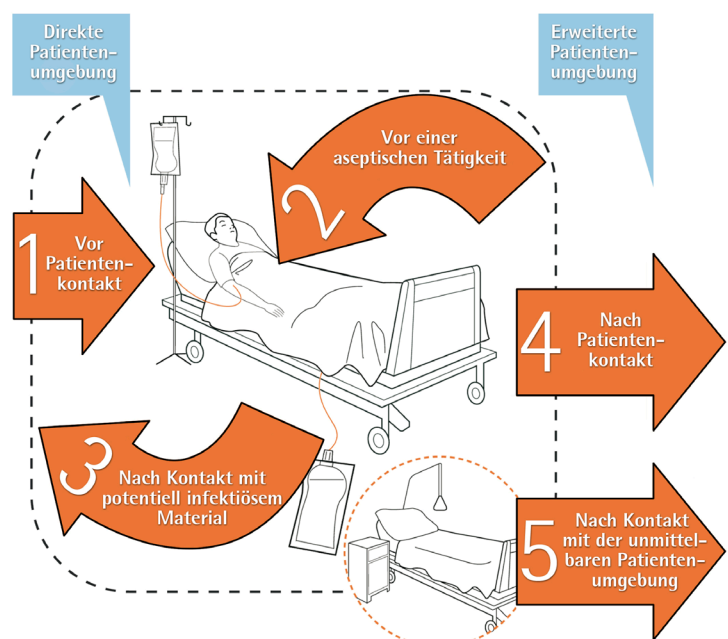 Direkte
Patienten-
umgebung
Erweiterte
Patienten-
umgebung
Vor einer
aseptischen Tätigkeit
2
1
Vor
Patienten-
kontakt
4
Nach
Patienten-
kontakt
3
Nach Kontakt mit
potentiell infektiösem
Material
5
Nach Kontakt
mit der unmittel-
baren Patienten-
umgebung